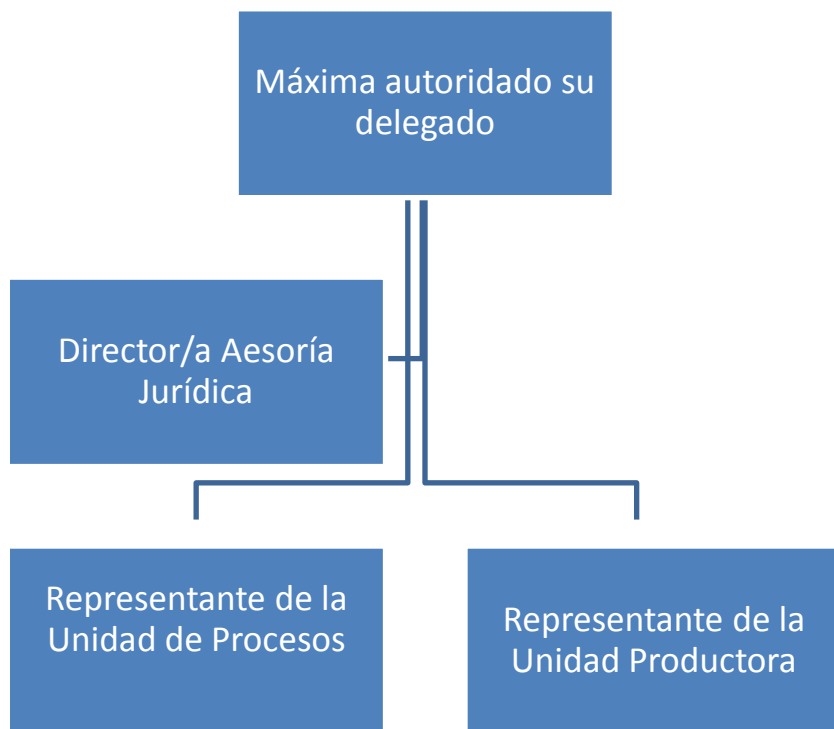 Máxima autoridado su
delegado
Director/a Aesoría
Jurídica
Representante de la
Unidad de Procesos
Representante de la
Unidad Productora